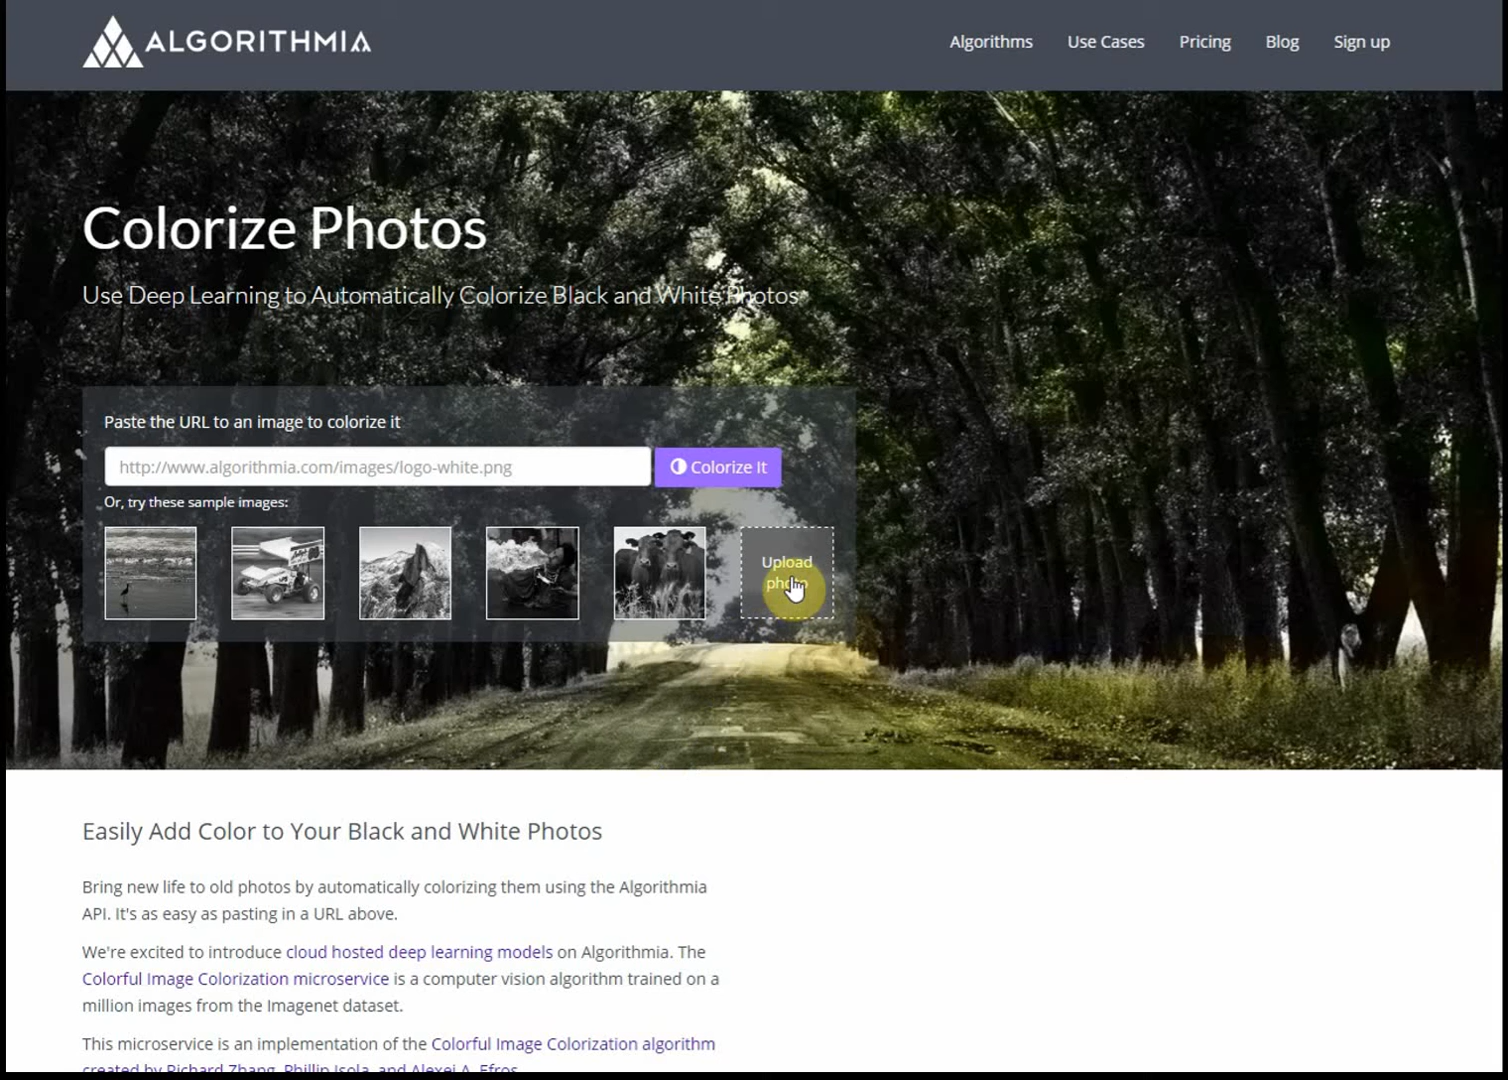 ALGORITHMIA
Algorithms Use Cases Pricing Blog Sign up
Colorize Photos
Use Deep Learning to Automatically Colorize Black and White Photos*
Paste the URL to an image to colorize it
http://www.algorithmia.com/images/logo-white.png
Colorize It
Or, try these sample images:
Upload
photo
Easily Add Color to Your Black and White Photos
Bring new life to old photos by automatically colorizing them using the Algorithmia
API. It's as easy as pasting in a URL above.
We're excited to introduce cloud hosted deep learning models on Algorithmia. The
Colorful Image Colorization microservice is a computer vision algorithm trained on a
million images from the Imagenet dataset.
This microservice is an implementation of the Colorful Image Colorization algorithm
created by Richard Zhang, Phillip Isola, and Alexei A. Efros.